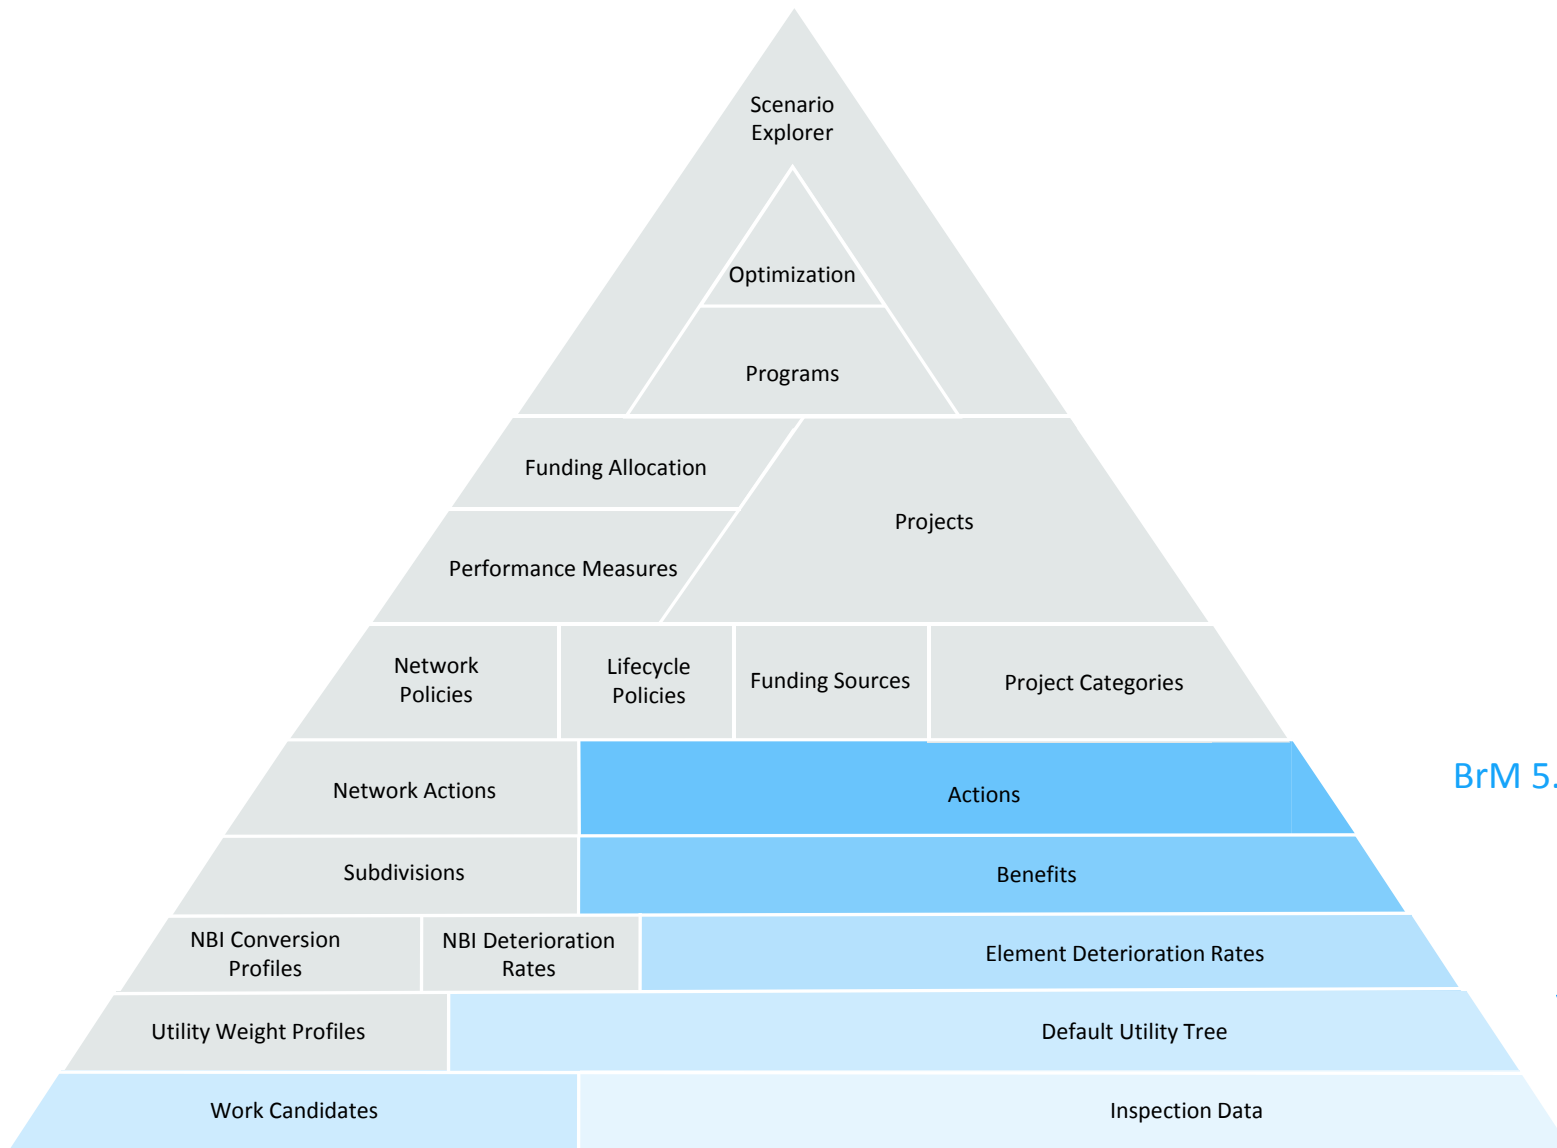 Scenario
Explorer
Optimization
Programs
Funding Allocation
Projects
Performance Measures
Network
Policies
Lifecycle
Policies
Funding Sources
Project Categories
Network Actions
Actions
BrM 5.
Subdivisions
Benefits
NBI Conversion
Profiles
NBI Deterioration
Rates
Element Deterioration Rates
Utility Weight Profiles
Default Utility Tree
Work Candidates
Inspection Data